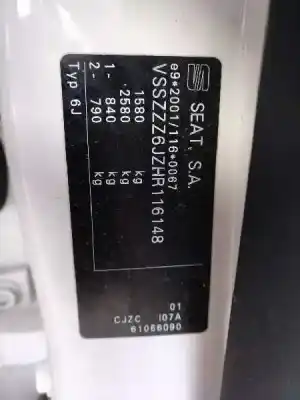 SEAT, S.A.
e9*2001/116*0067
VSSZZZ6JZHR116148
1580 kg
2580 kg
1- 840 kg
2- 790 kg
Typ 6J
01
CJZC I07A
61066090